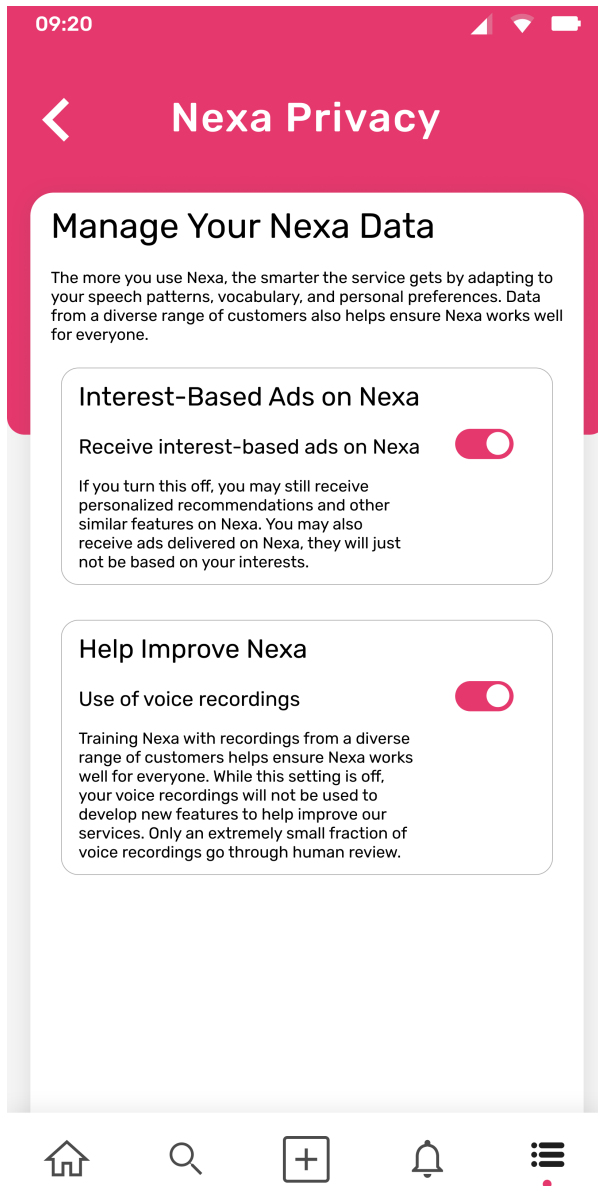 09:20
Nexa Privacy
Manage Your Nexa Data
The more you use Nexa, the smarter the service gets by adapting to
your speech patterns, vocabulary, and personal preferences. Data
from a diverse range of customers also helps ensure Nexa works well
for everyone.
Interest-Based Ads on Nexa
Receive interest-based ads on Nexa
If you turn this off, you may still receive
personalized recommendations and other
similar features on Nexa. You may also
receive ads delivered on Nexa, they will just
not be based on your interests.
Help Improve Nexa
Use of voice recordings
Training Nexa with recordings from a diverse
range of customers helps ensure Nexa works
well for everyone. While this setting is off,
your voice recordings will not be used to
develop new features to help improve our
services. Only an extremely small fraction of
voice recordings go through human review.